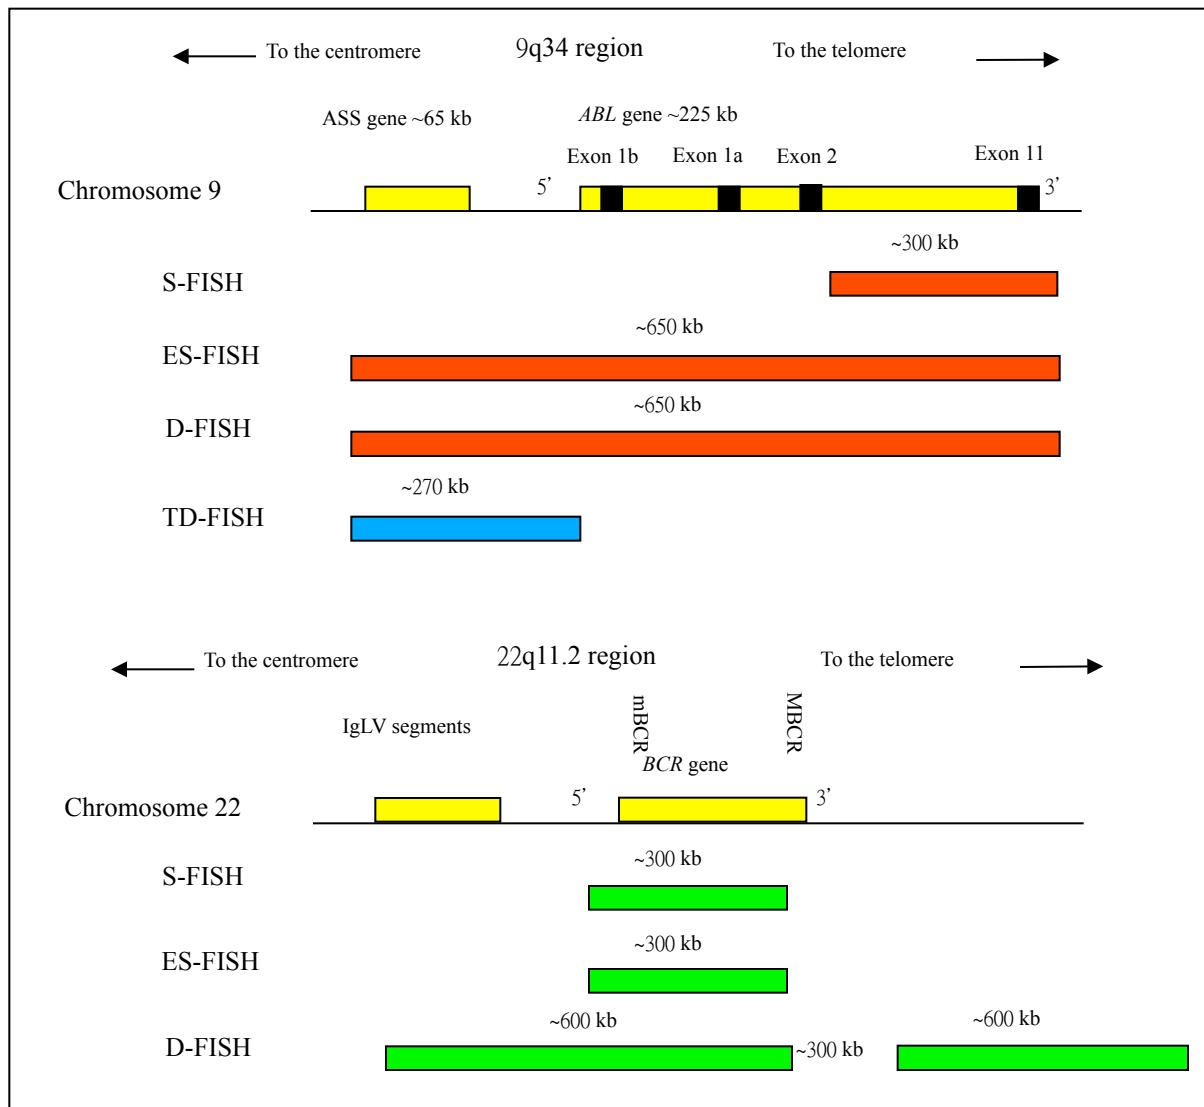 To the centromere 9q34 region To the telomere
ASS gene ~65 kb ABL gene ~225 kb
Exon 1b Exon 1a Exon 2 Exon 11
Chromosome 9 5’ 3’
~300 kb
S-FISH
~650 kb
ES-FISH
~650 kb
D-FISH
~270 kb
TD-FISH
To the centromere 22q11.2 region To the telomere
mBCR MBCR
IgLV segments
BCR gene
Chromosome 22 5’ 3’
~300 kb
S-FISH
~300 kb
ES-FISH
~600 kb ~600 kb
D-FISH ~300 kb